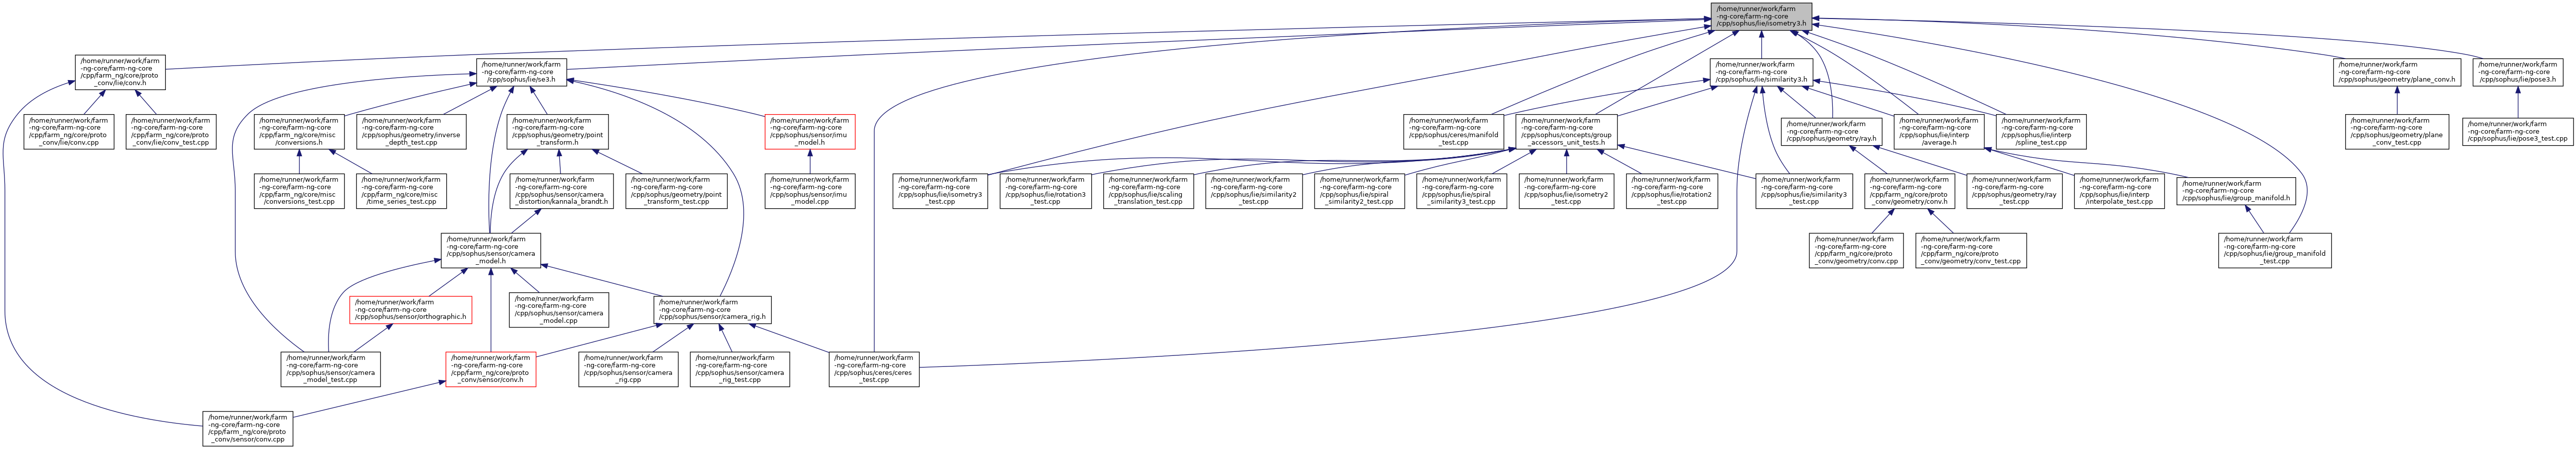 /home/runner/work/farm
-ng-core/farm-ng-core
/cpp/sophus/lie/isometry3.h
/home/runner/work/farm
-ng-core/farm-ng-core
/cpp/farm_ng/core/proto
_conv/lie/conv.h
/home/runner/work/farm
-ng-core/farm-ng-core
/cpp/sophus/lie/se3.h
/home/runner/work/farm
-ng-core/farm-ng-core
/cpp/sophus/lie/similarity3.h
/home/runner/work/farm
-ng-core/farm-ng-core
/cpp/sophus/geometry/plane_conv.h
/home/runner/work/farm
-ng-core/farm-ng-core
/cpp/sophus/lie/pose3.h
/home/runner/work/farm
-ng-core/farm-ng-core
/cpp/farm_ng/core/proto
_conv/lie/conv.cpp
/home/runner/work/farm
-ng-core/farm-ng-core
/cpp/farm_ng/core/proto
_conv/lie/conv_test.cpp
/home/runner/work/farm
-ng-core/farm-ng-core
/cpp/farm_ng/core/misc
/conversions.h
/home/runner/work/farm
-ng-core/farm-ng-core
/cpp/sophus/geometry/inverse
_depth_test.cpp
/home/runner/work/farm
-ng-core/farm-ng-core
/cpp/sophus/geometry/point
_transform.h
/home/runner/work/farm
-ng-core/farm-ng-core
/cpp/sophus/sensor/imu
_model.h
/home/runner/work/farm
-ng-core/farm-ng-core
/cpp/sophus/ceres/manifold
_test.cpp
/home/runner/work/farm
-ng-core/farm-ng-core
/cpp/sophus/concepts/group
_accessors_unit_tests.h
/home/runner/work/farm
-ng-core/farm-ng-core
/cpp/sophus/geometry/ray.h
/home/runner/work/farm
-ng-core/farm-ng-core
/cpp/sophus/lie/interp
/average.h
/home/runner/work/farm
-ng-core/farm-ng-core
/cpp/sophus/lie/interp
/spline_test.cpp
/home/runner/work/farm
-ng-core/farm-ng-core
/cpp/sophus/geometry/plane
_conv_test.cpp
/home/runner/work/farm
-ng-core/farm-ng-core
/cpp/sophus/lie/pose3_test.cpp
/home/runner/work/farm
-ng-core/farm-ng-core
/cpp/farm_ng/core/misc
/conversions_test.cpp
/home/runner/work/farm
-ng-core/farm-ng-core
/cpp/farm_ng/core/misc
/time_series_test.cpp
/home/runner/work/farm
-ng-core/farm-ng-core
/cpp/sophus/sensor/camera
_distortion/kannala_brandt.h
/home/runner/work/farm
-ng-core/farm-ng-core
/cpp/sophus/geometry/point
_transform_test.cpp
/home/runner/work/farm
-ng-core/farm-ng-core
/cpp/sophus/sensor/imu
_model.cpp
/home/runner/work/farm
-ng-core/farm-ng-core
/cpp/sophus/lie/isometry3
_test.cpp
/home/runner/work/farm
-ng-core/farm-ng-core
/cpp/sophus/lie/rotation3
_test.cpp
/home/runner/work/farm
-ng-core/farm-ng-core
/cpp/sophus/lie/scaling
_translation_test.cpp
/home/runner/work/farm
-ng-core/farm-ng-core
/cpp/sophus/lie/similarity2
_test.cpp
/home/runner/work/farm
-ng-core/farm-ng-core
/cpp/sophus/lie/spiral
_similarity2_test.cpp
/home/runner/work/farm
-ng-core/farm-ng-core
/cpp/sophus/lie/spiral
_similarity3_test.cpp
/home/runner/work/farm
-ng-core/farm-ng-core
/cpp/sophus/lie/isometry2
_test.cpp
/home/runner/work/farm
-ng-core/farm-ng-core
/cpp/sophus/lie/rotation2
_test.cpp
/home/runner/work/farm
-ng-core/farm-ng-core
/cpp/sophus/lie/similarity3
_test.cpp
/home/runner/work/farm
-ng-core/farm-ng-core
/cpp/farm_ng/core/proto
_conv/geometry/conv.h
/home/runner/work/farm
-ng-core/farm-ng-core
/cpp/sophus/geometry/ray
_test.cpp
/home/runner/work/farm
-ng-core/farm-ng-core
/cpp/sophus/lie/interp
/interpolate_test.cpp
/home/runner/work/farm
-ng-core/farm-ng-core
/cpp/sophus/lie/group_manifold.h
/home/runner/work/farm
-ng-core/farm-ng-core
/cpp/sophus/sensor/camera
_model.h
/home/runner/work/farm
-ng-core/farm-ng-core
/cpp/farm_ng/core/proto
_conv/geometry/conv.cpp
/home/runner/work/farm
-ng-core/farm-ng-core
/cpp/farm_ng/core/proto
_conv/geometry/conv_test.cpp
/home/runner/work/farm
-ng-core/farm-ng-core
/cpp/sophus/lie/group_manifold
_test.cpp
/home/runner/work/farm
-ng-core/farm-ng-core
/cpp/sophus/sensor/orthographic.h
/home/runner/work/farm
-ng-core/farm-ng-core
/cpp/sophus/sensor/camera
_model.cpp
/home/runner/work/farm
-ng-core/farm-ng-core
/cpp/sophus/sensor/camera_rig.h
/home/runner/work/farm
-ng-core/farm-ng-core
/cpp/sophus/sensor/camera
_model_test.cpp
/home/runner/work/farm
-ng-core/farm-ng-core
/cpp/farm_ng/core/proto
_conv/sensor/conv.h
/home/runner/work/farm
-ng-core/farm-ng-core
/cpp/sophus/sensor/camera
_rig.cpp
/home/runner/work/farm
-ng-core/farm-ng-core
/cpp/sophus/sensor/camera
_rig_test.cpp
/home/runner/work/farm
-ng-core/farm-ng-core
/cpp/sophus/ceres/ceres
_test.cpp
/home/runner/work/farm
-ng-core/farm-ng-core
/cpp/farm_ng/core/proto
_conv/sensor/conv.cpp